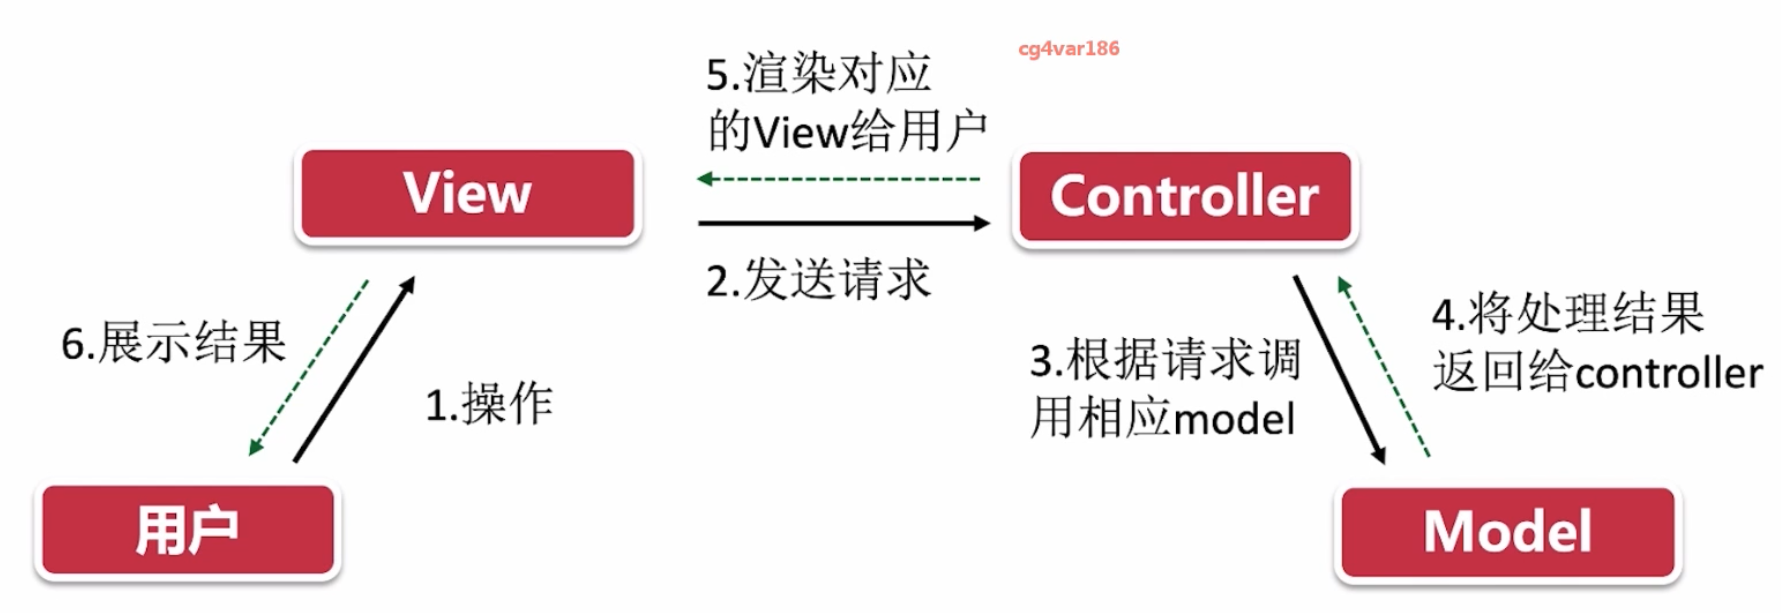 cg4var186
5.渲染对应
的View给用户
View
Controller
2.发送请求
6.展示结果
1.操作
3.根据请求调
用相应model
4.将处理结果
返回给controller
用户
Model